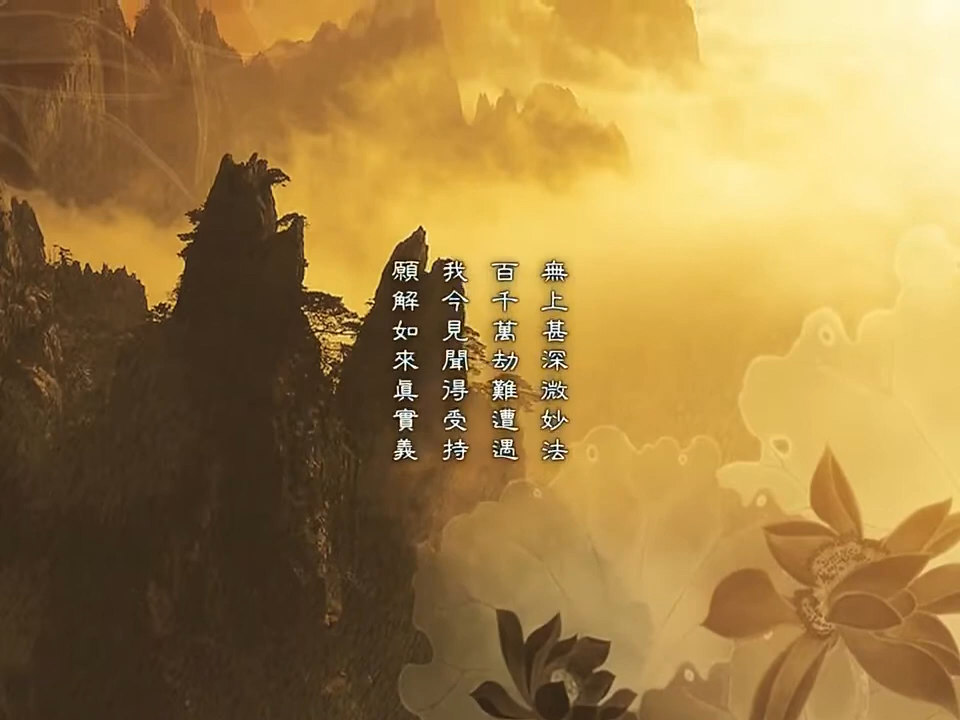 無上甚深微妙法
百千萬劫難遭遇
我今見聞得受持
願解如來眞實義